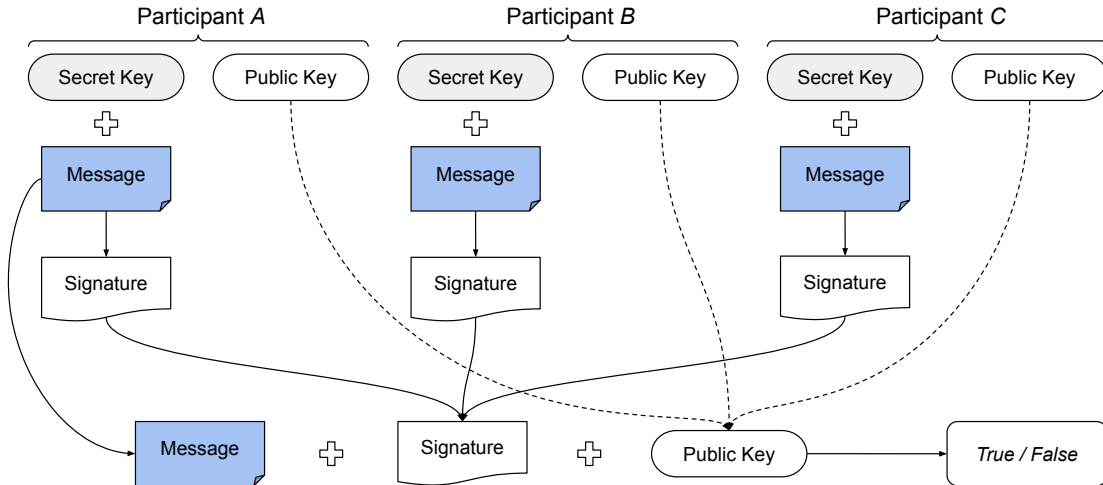 Participant A
Participant B
Participant C
Secret Key
Public Key
Secret Key
Public Key
Secret Key
Public Key
Message
Message
Message
Signature
Signature
Signature
Message
Signature
Public Key
True / False